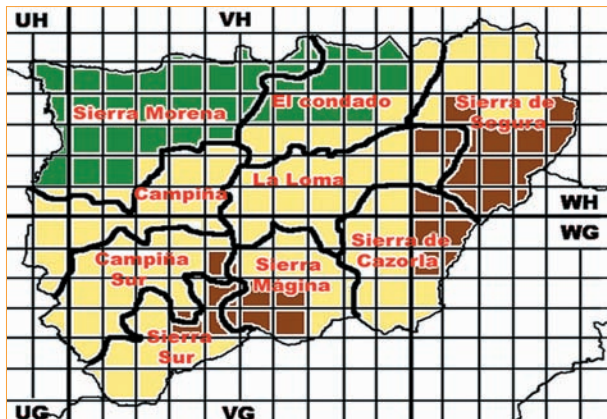 UH VH
El condado
Sierra Morena
Sierra de
Segura
La Loma
Campiña
WH
WG
Campiña
Sur
Sierra
Mágina
Sierra de
Cazorla
Sierra
Sur
UG VG